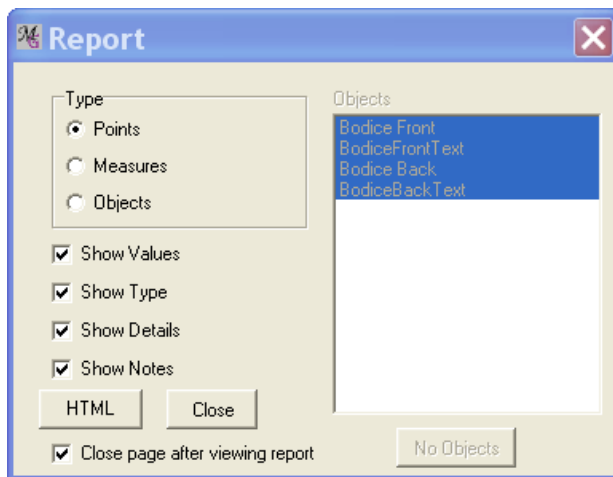 Report
Type
Points
Measures
Objects
Show Values
Show Type
Show Details
Show Notes
HTML
Close
Close page after viewing report
Objects
Bodice Front
BodiceFrontText
Bodice Back
BodiceBackText
No Objects